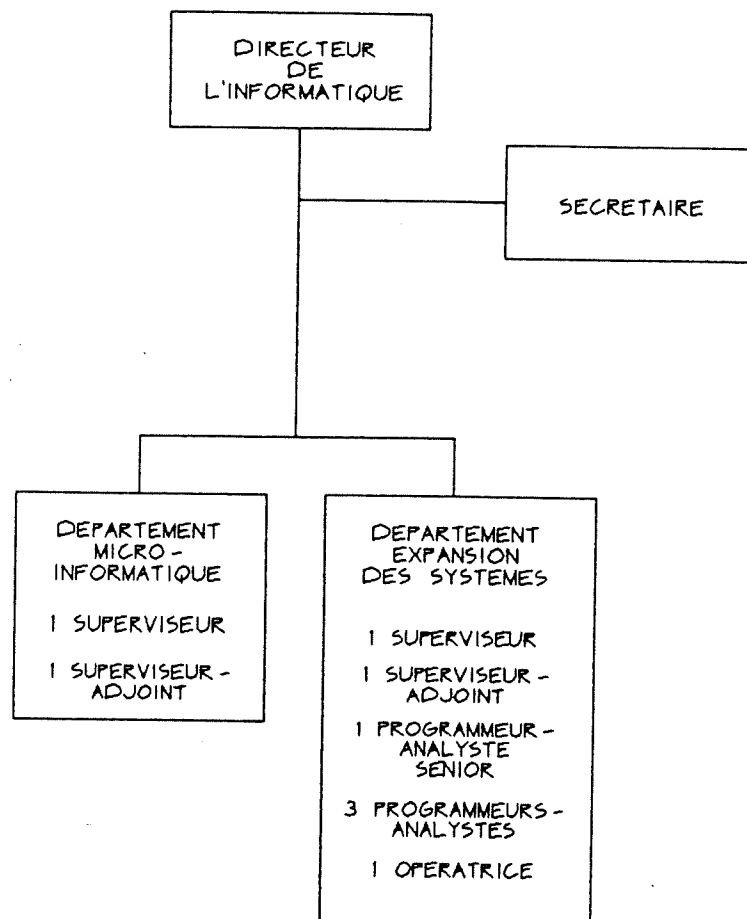 DIRECTEUR
DE
L'INFORMATIQUE
SECRETAIRE
DEPARTEMENT
MICRO-
INFORMATIQUE
1 SUPERVISEUR
1 SUPERVISEUR-
ADJOINT
DEPARTEMENT
EXPANSION
DES SYSTEMES
1 SUPERVISEUR
1 SUPERVISEUR-
ADJOINT
1 PROGRAMMEUR-
ANALYSTE
SENIOR
3 PROGRAMMEURS-
ANALYSTES
1 OPERATRICE